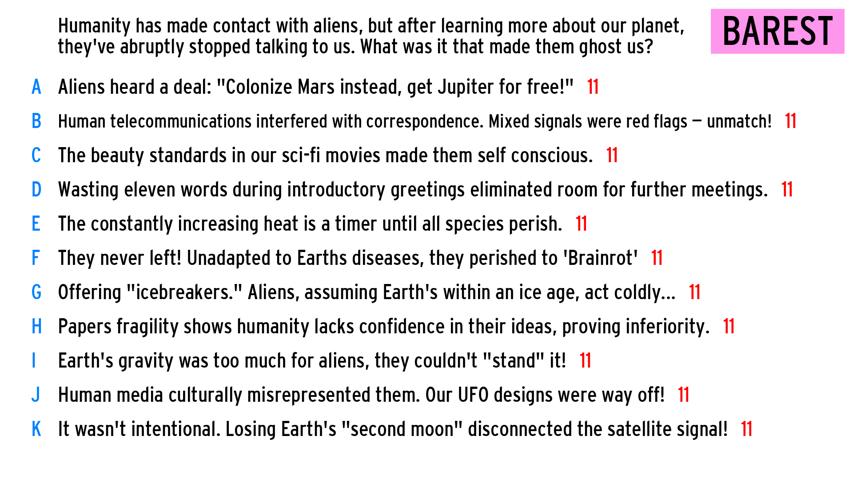 Humanity has made contact with aliens, but after learning more about our planet,
they've abruptly stopped talking to us. What was it that made them ghost us?
BAREST
A Aliens heard a deal: "Colonize Mars instead, get Jupiter for free!" 11
B Human telecommunications interfered with correspondence. Mixed signals were red flags – unmatch! 11
C The beauty standards in our sci-fi movies made them self conscious. 11
D Wasting eleven words during introductory greetings eliminated room for further meetings. 11
E The constantly increasing heat is a timer until all species perish. 11
F They never left! Unadapted to Earths diseases, they perished to 'Brainrot' 11
G Offering "icebreakers." Aliens, assuming Earth's within an ice age, act coldly... 11
H Papers fragility shows humanity lacks confidence in their ideas, proving inferiority. 11
I Earth's gravity was too much for aliens, they couldn't "stand" it! 11
J Human media culturally misrepresented them. Our UFO designs were way off! 11
K It wasn't intentional. Losing Earth's "second moon" disconnected the satellite signal! 11